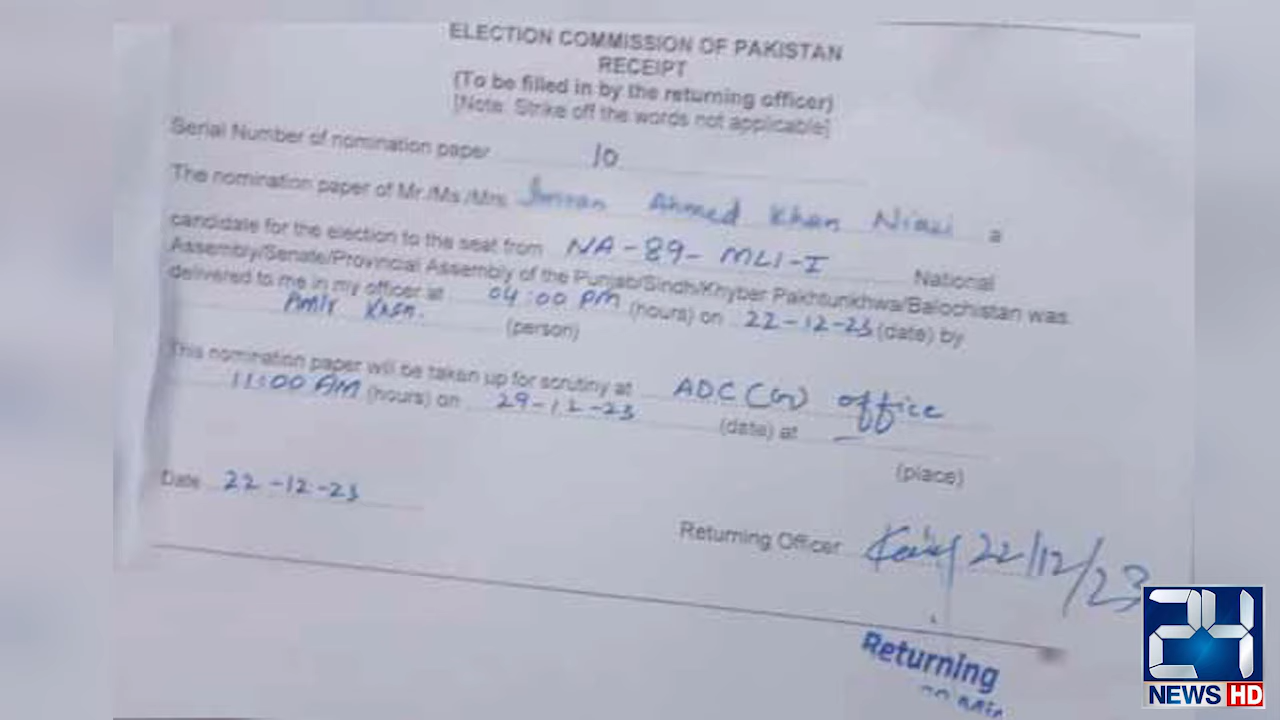 ELECTION COMMISSION OF PAKISTAN
RECEIPT
(To be filled in by the returning officer)
[Note: Strike off the words not applicable]
Serial Number of nomination paper 10
The nomination paper of Mr./Ms./Mrs. Imran Ahmed Khan Niazi a
candidate for the election to the seat from NA-89-MLI-I National
Assembly/Senate/Provincial Assembly of the Punjab/Sindh/Khyber Pakhtunkhwa/Balochistan was
delivered to me in my officer at 04:00 PM (hours) on 22-12-23 (date) by
(person)
This nomination paper will be taken up for scrutiny at ADC(G) office
11:00 AM (hours) on 29-12-23 (date) at
(place)
Date 22-12-23
Returning Officer 22/12/23
Returning
24
NEWS HD